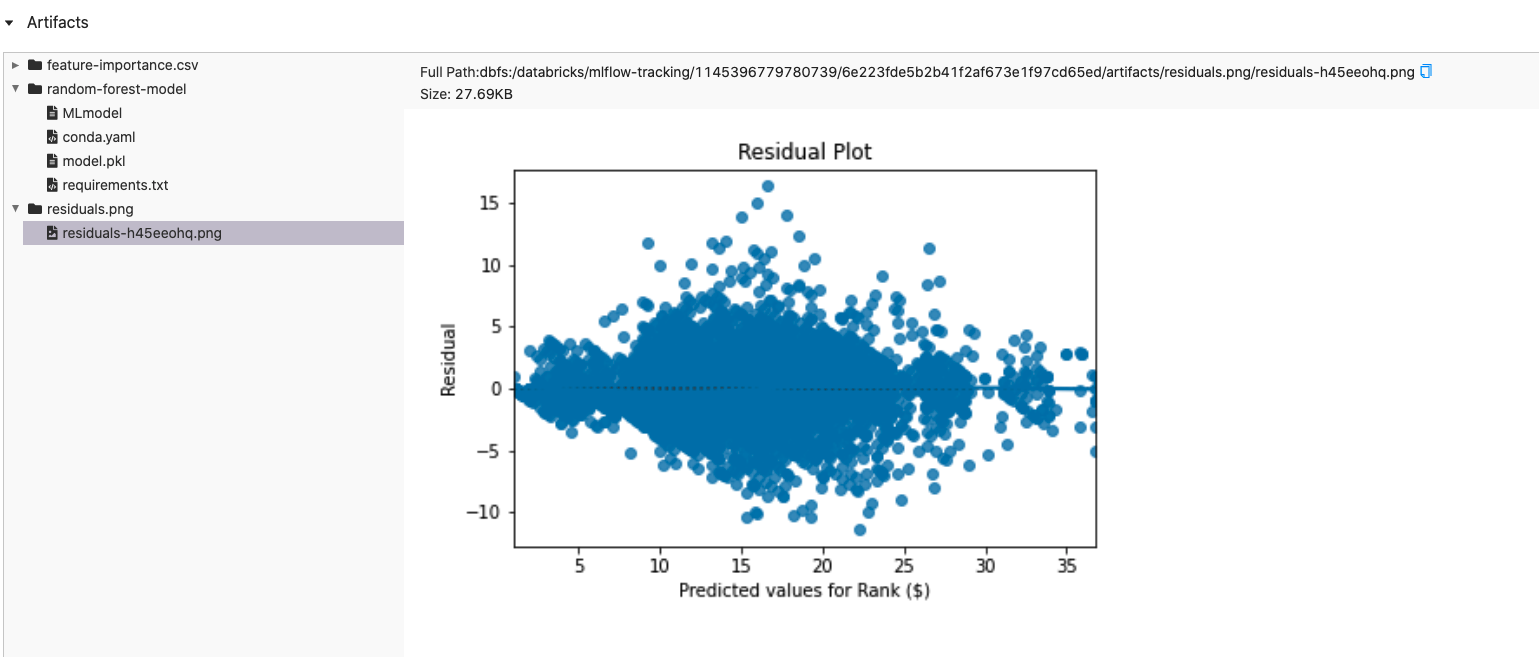 Artifacts
feature-importance.csv
random-forest-model
MLmodel
conda.yaml
model.pkl
requirements.txt
residuals.png
residuals-h45eeohq.png
Full Path:dbfs:/databricks/mlflow-tracking/1145396779780739/6e223fde5b2b41f2af673e1f97cd65ed/artifacts/residuals.png/residuals-h45eeohq.png
Size: 27.69KB
Residual Plot
Residual
15
10
5
0
−5
−10
5 10 15 20 25 30 35
Predicted values for Rank ($)